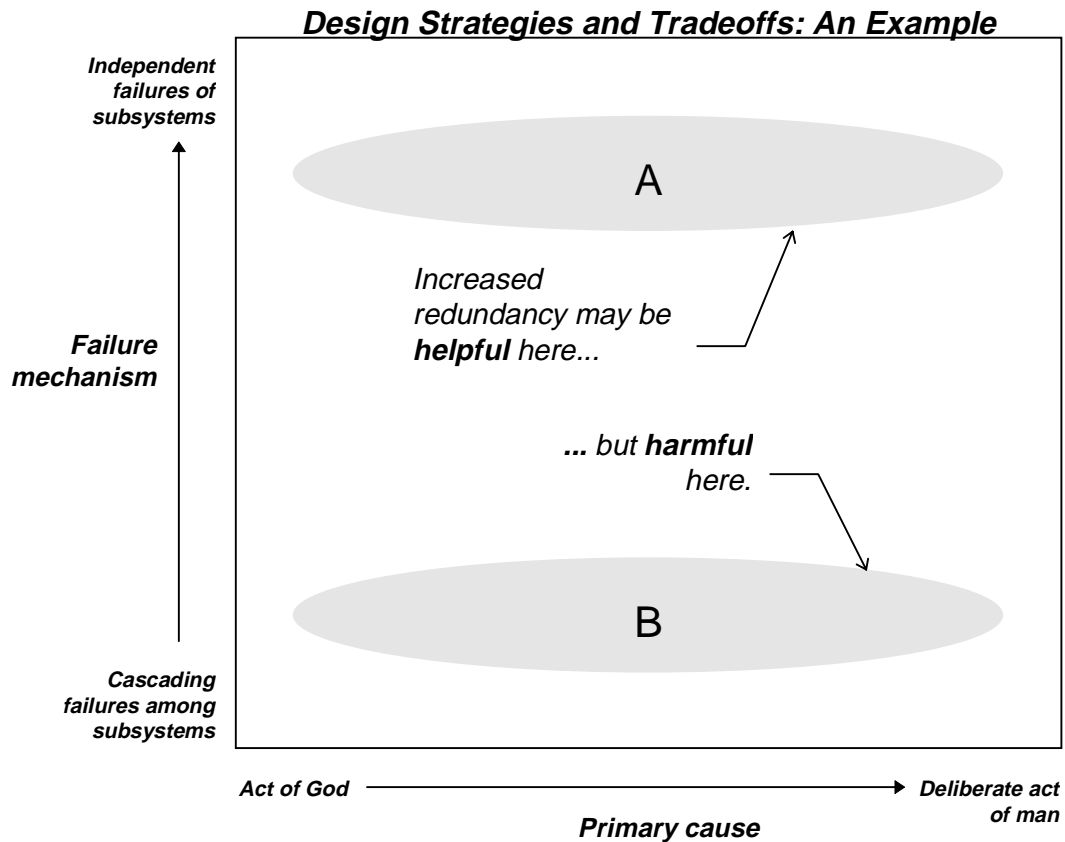 Design Strategies and Tradeoffs: An Example
Independent
failures of
subsystems
A
Increased
redundancy may be
helpful here...
Failure
mechanism
... but harmful
here.
B
Cascading
failures among
subsystems
Act of God
Deliberate act
of man
Primary cause